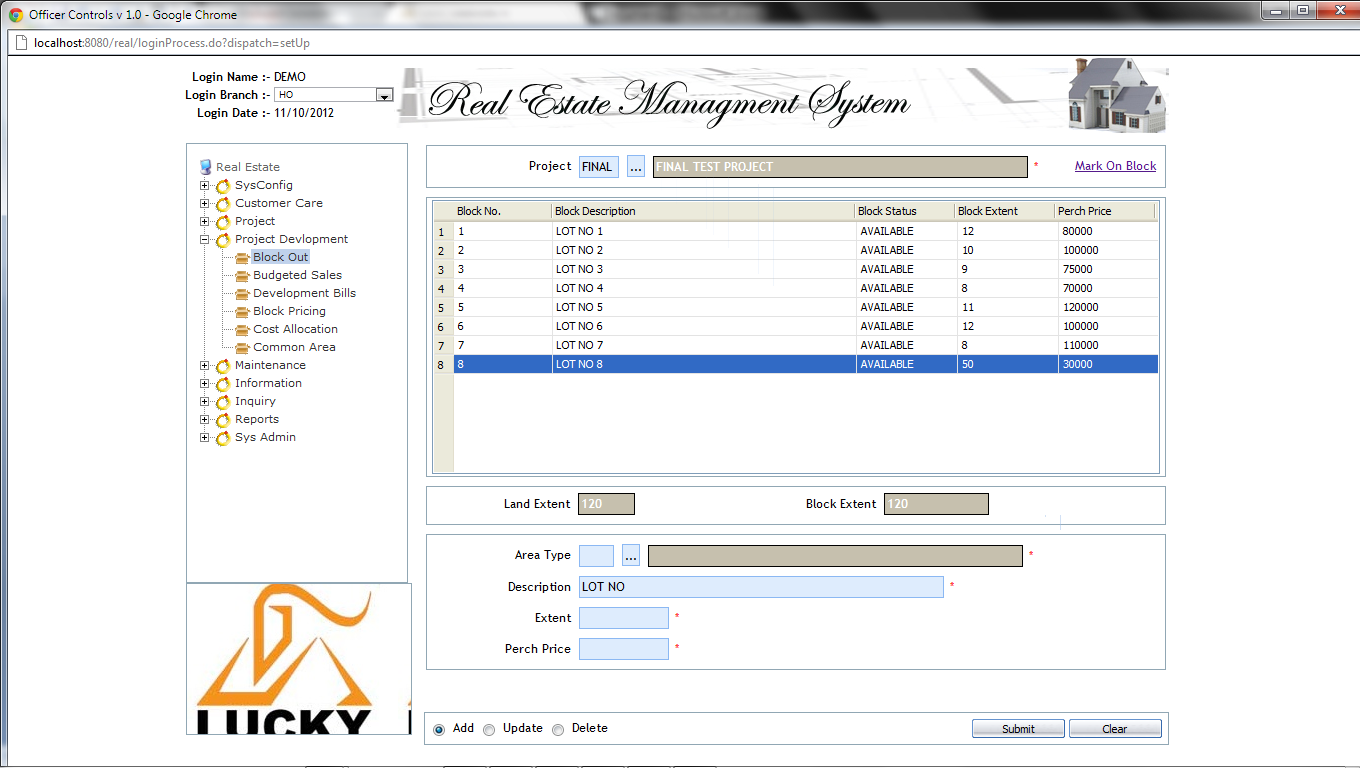 Officer Controls v 1.0 - Google Chrome
localhost:8080/real/loginProcess.do?dispatch=setUp
Login Name :- DEMO
Login Branch :- HO
Login Date :- 11/10/2012
Real Estate Managment System
Real Estate
SysConfig
Customer Care
Project
Project Devlopment
Block Out
Budgeted Sales
Development Bills
Block Pricing
Cost Allocation
Common Area
Maintenance
Information
Inquiry
Reports
Sys Admin
LUCKY
Project FINAL ... FINAL TEST PROJECT * Mark On Block
Block No. Block Description Block Status Block Extent Perch Price
1 1 LOT NO 1 AVAILABLE 12 80000
2 2 LOT NO 2 AVAILABLE 10 100000
3 3 LOT NO 3 AVAILABLE 9 75000
4 4 LOT NO 4 AVAILABLE 8 70000
5 5 LOT NO 5 AVAILABLE 11 120000
6 6 LOT NO 6 AVAILABLE 12 100000
7 7 LOT NO 7 AVAILABLE 8 110000
8 8 LOT NO 8 AVAILABLE 50 30000
Land Extent 120 Block Extent 120
Area Type ... *
Description LOT NO *
Extent *
Perch Price *
Add Update Delete Submit Clear